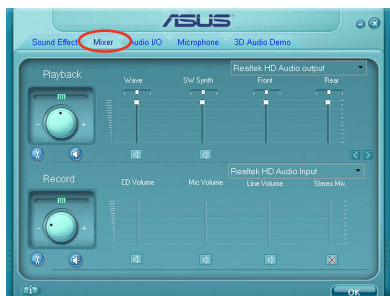 ASUS
Sound Effect Mixer Audio I/O Microphone 3D Audio Demo
Realtek HD Audio output
Playback
Wave SW Synth Front Rear
- +
Realtek HD Audio Input
Record
CD Volume Mic Volume Line Volume Stereo Mix
- +
OK